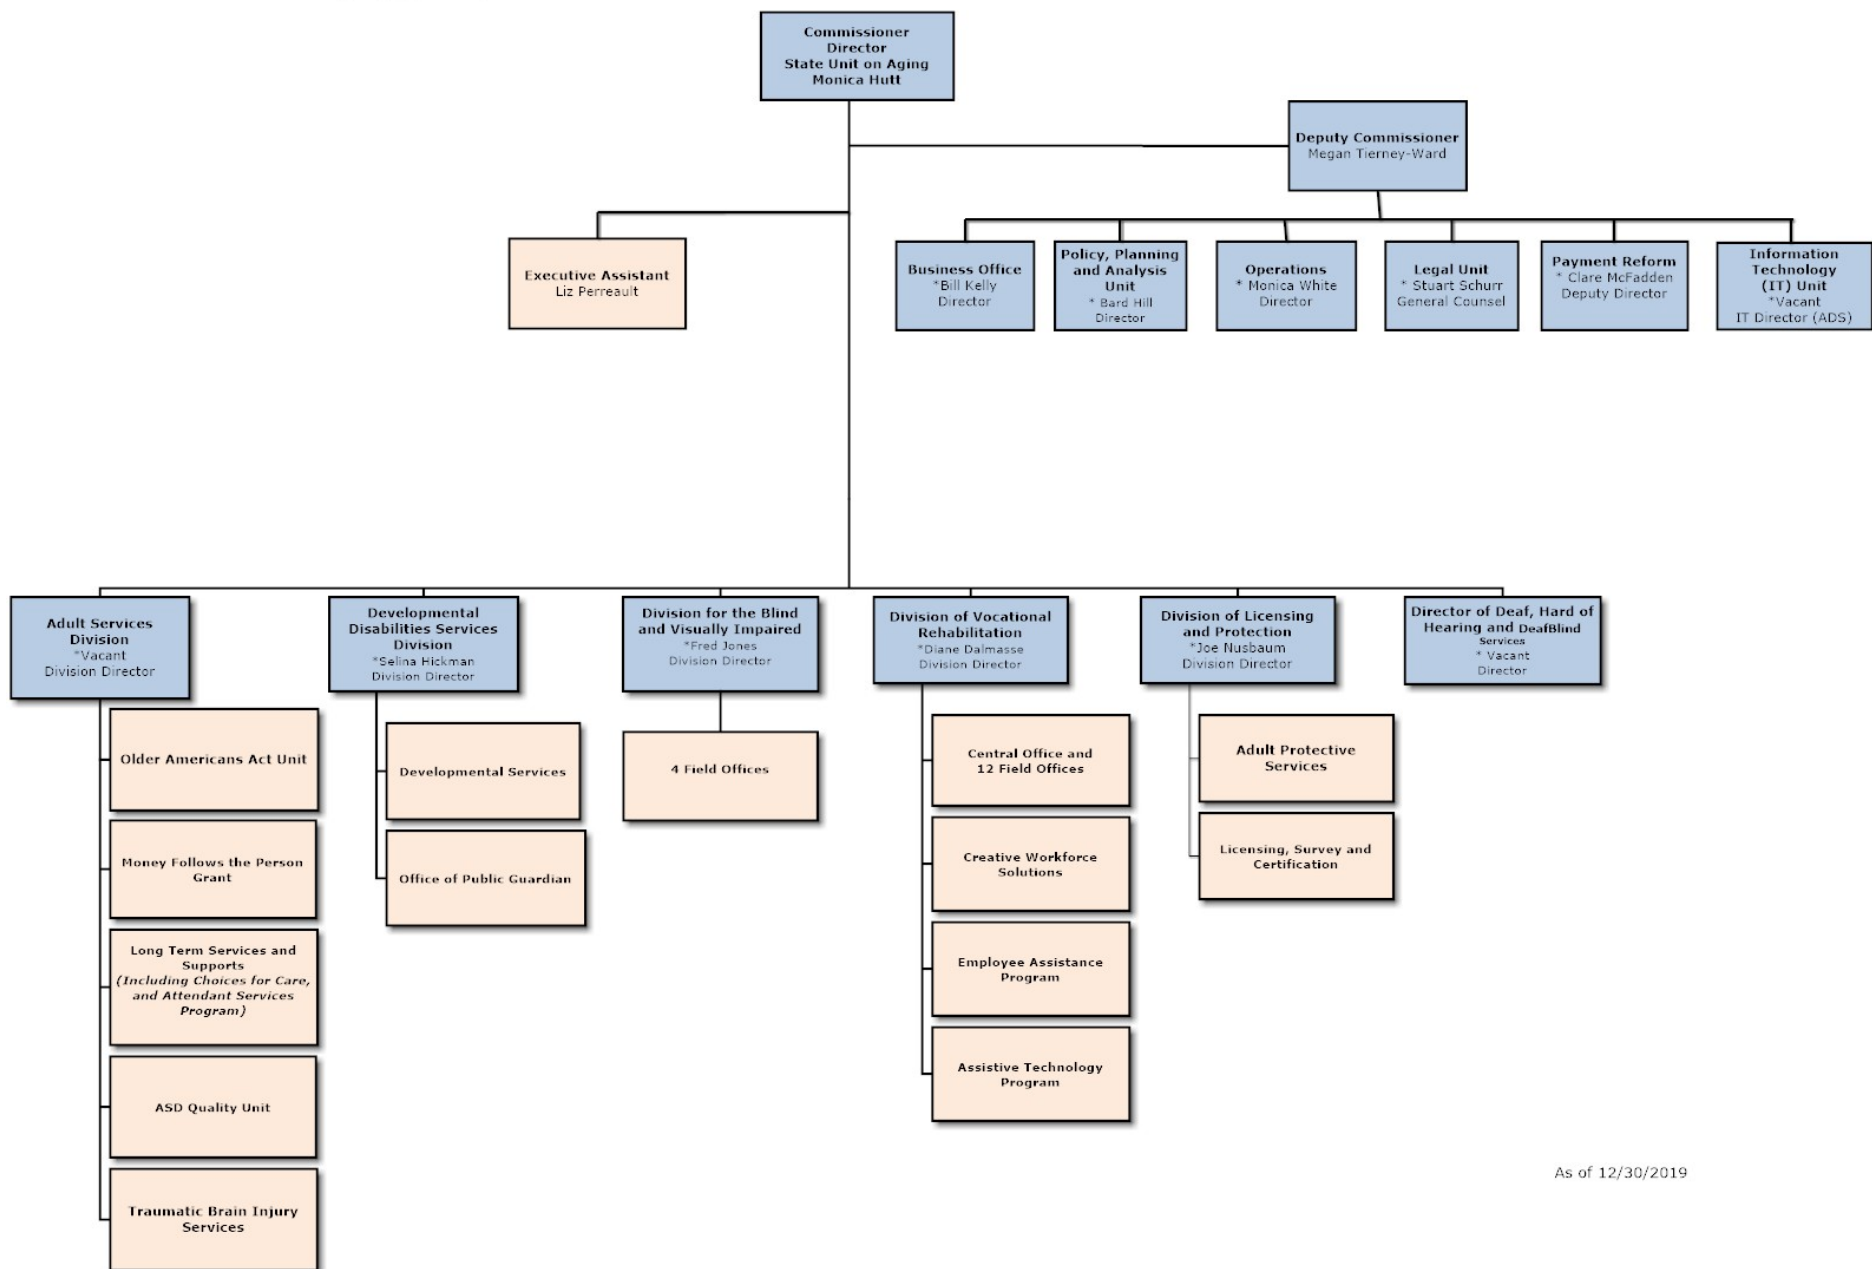 Commissioner
Director
State Unit on Aging
Monica Hutt
Deputy Commissioner
Megan Tierney-Ward
Executive Assistant
Liz Perreault
Business Office
*Bill Kelly
Director
Policy, Planning
and Analysis
Unit
* Bard Hill
Director
Operations
* Monica White
Director
Legal Unit
* Stuart Schurr
General Counsel
Payment Reform
* Clare McFadden
Deputy Director
Information
Technology
(IT) Unit
*Vacant
IT Director (ADS)
Adult Services
Division
*Vacant
Division Director
Developmental
Disabilities Services
Division
*Selina Hickman
Division Director
Division for the Blind
and Visually Impaired
*Fred Jones
Division Director
Division of Vocational
Rehabilitation
*Diane Dalmasse
Division Director
Division of Licensing
and Protection
*Joe Nusbaum
Division Director
Director of Deaf, Hard of
Hearing and DeafBlind
Services
* Vacant
Director
Older Americans Act Unit
Money Follows the Person
Grant
Long Term Services and
Supports
(Including Choices for Care,
and Attendant Services
Program)
ASD Quality Unit
Traumatic Brain Injury
Services
Developmental Services
Office of Public Guardian
4 Field Offices
Central Office and
12 Field Offices
Creative Workforce
Solutions
Employee Assistance
Program
Assistive Technology
Program
Adult Protective
Services
Licensing, Survey and
Certification
As of 12/30/2019